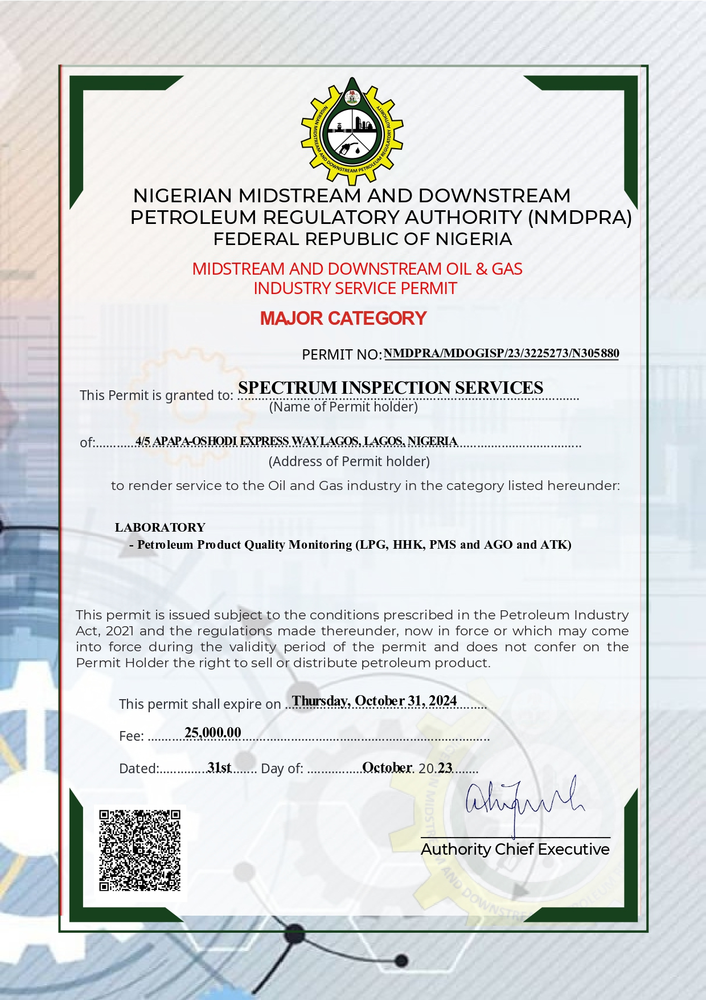 NIGERIAN MIDSTREAM AND DOWNSTREAM PETROLEUM REGULATORY AUTHORITY
NIGERIAN MIDSTREAM AND DOWNSTREAM
PETROLEUM REGULATORY AUTHORITY (NMDPRA)
FEDERAL REPUBLIC OF NIGERIA
MIDSTREAM AND DOWNSTREAM OIL & GAS
INDUSTRY SERVICE PERMIT
MAJOR CATEGORY
PERMIT NO: NMDPRA/MDOGISP/23/3225273/N305880
This Permit is granted to: SPECTRUM INSPECTION SERVICES
(Name of Permit holder)
of: 4/5 APAPA-OSHODI EXPRESS WAY LAGOS, LAGOS, NIGERIA
(Address of Permit holder)
to render service to the Oil and Gas industry in the category listed hereunder:
LABORATORY
- Petroleum Product Quality Monitoring (LPG, HHK, PMS and AGO and ATK)
This permit is issued subject to the conditions prescribed in the Petroleum Industry
Act, 2021 and the regulations made thereunder, now in force or which may come
into force during the validity period of the permit and does not confer on the
Permit Holder the right to sell or distribute petroleum product.
This permit shall expire on Thursday, October 31, 2024
Fee: 25,000.00
Dated: 31st Day of: October 20 23
Authority Chief Executive